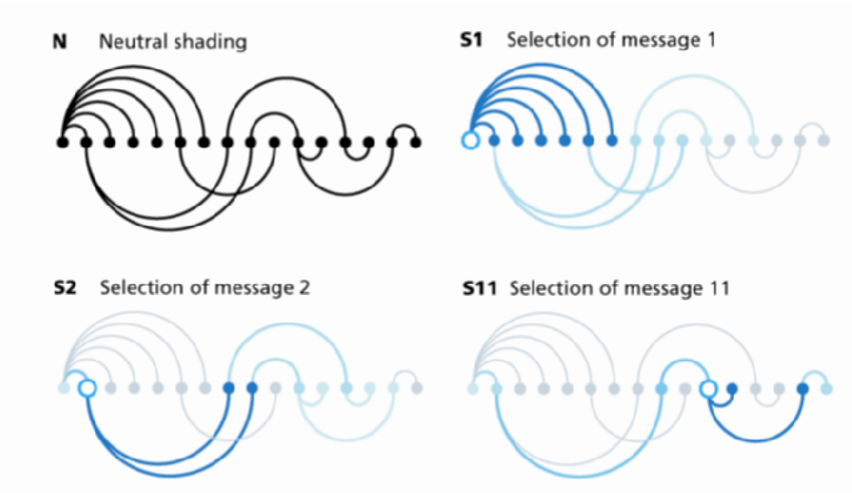 N Neutral shading
S1 Selection of message 1
S2 Selection of message 2
S11 Selection of message 11